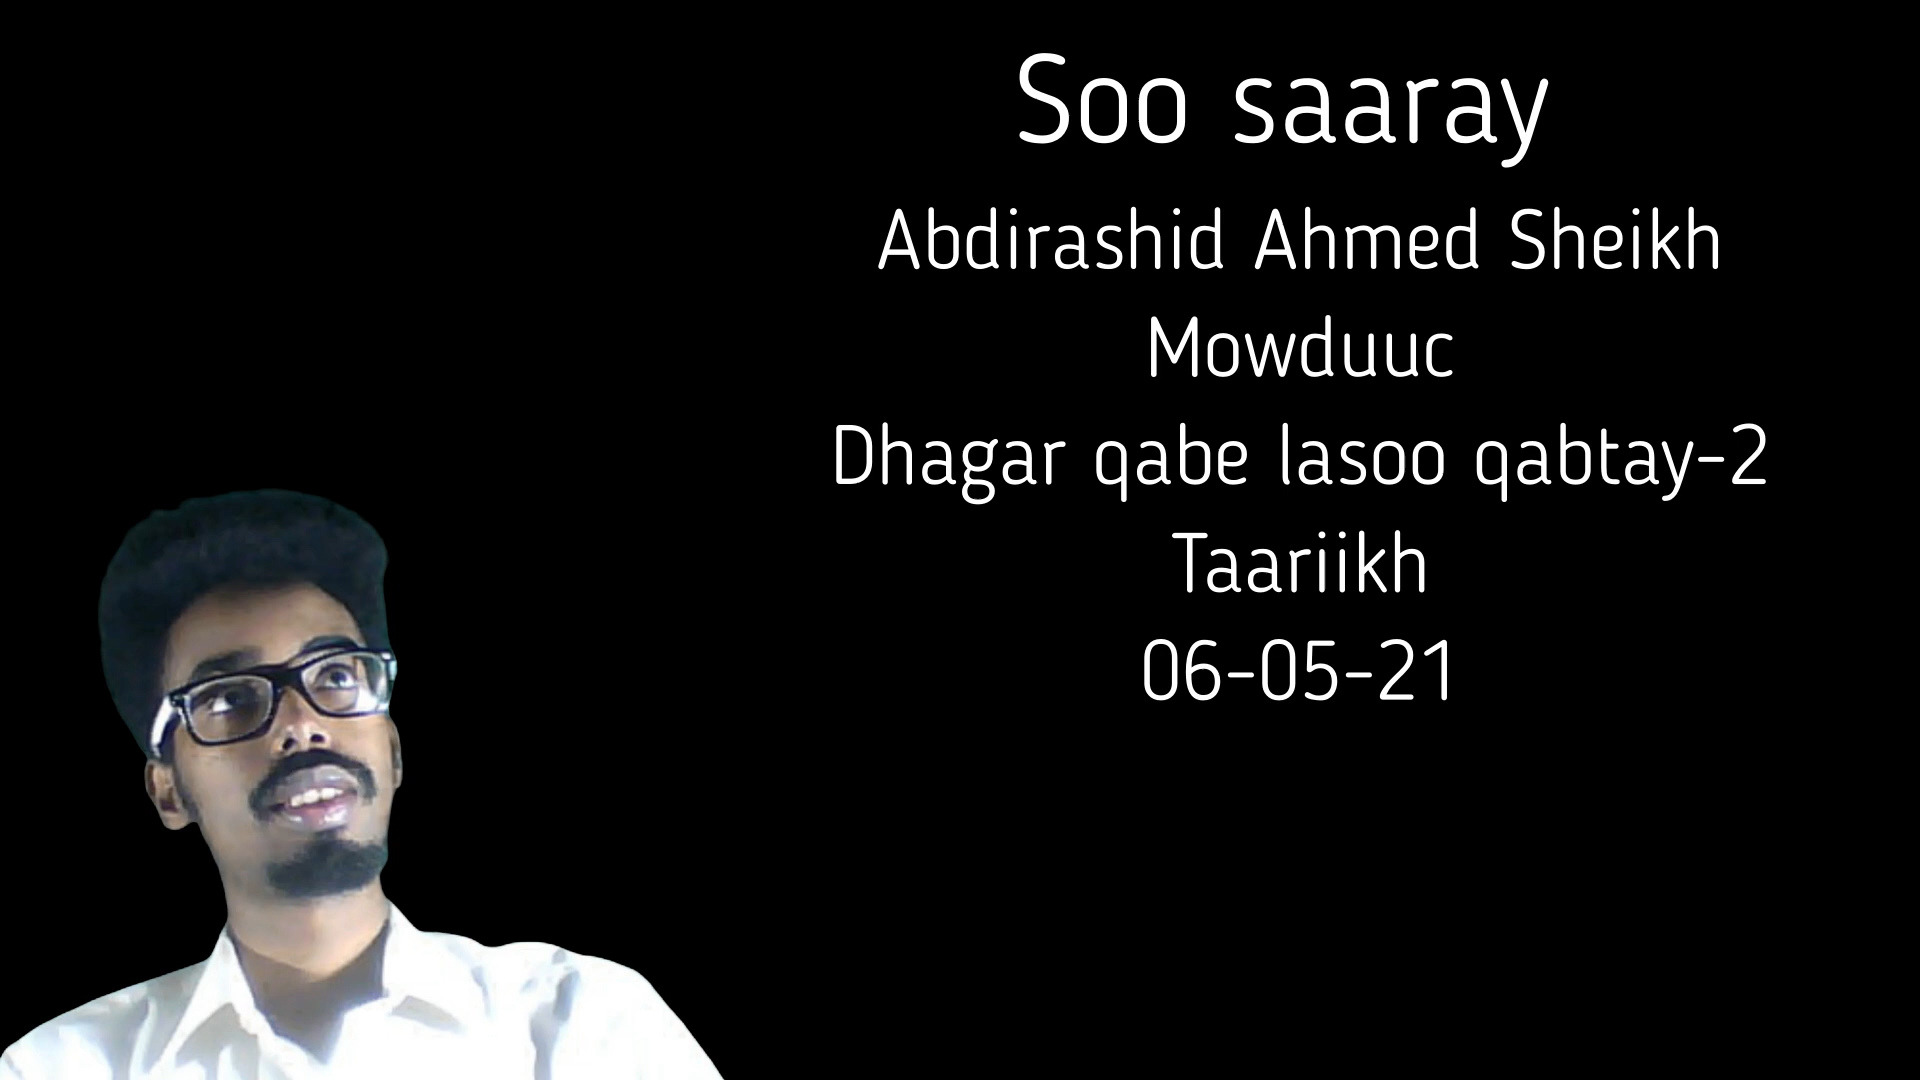 Soo saaray
Abdirashid Ahmed Sheikh
Mowduuc
Dhagar qabe lasoo qabtay-2
Taariikh
06-05-21